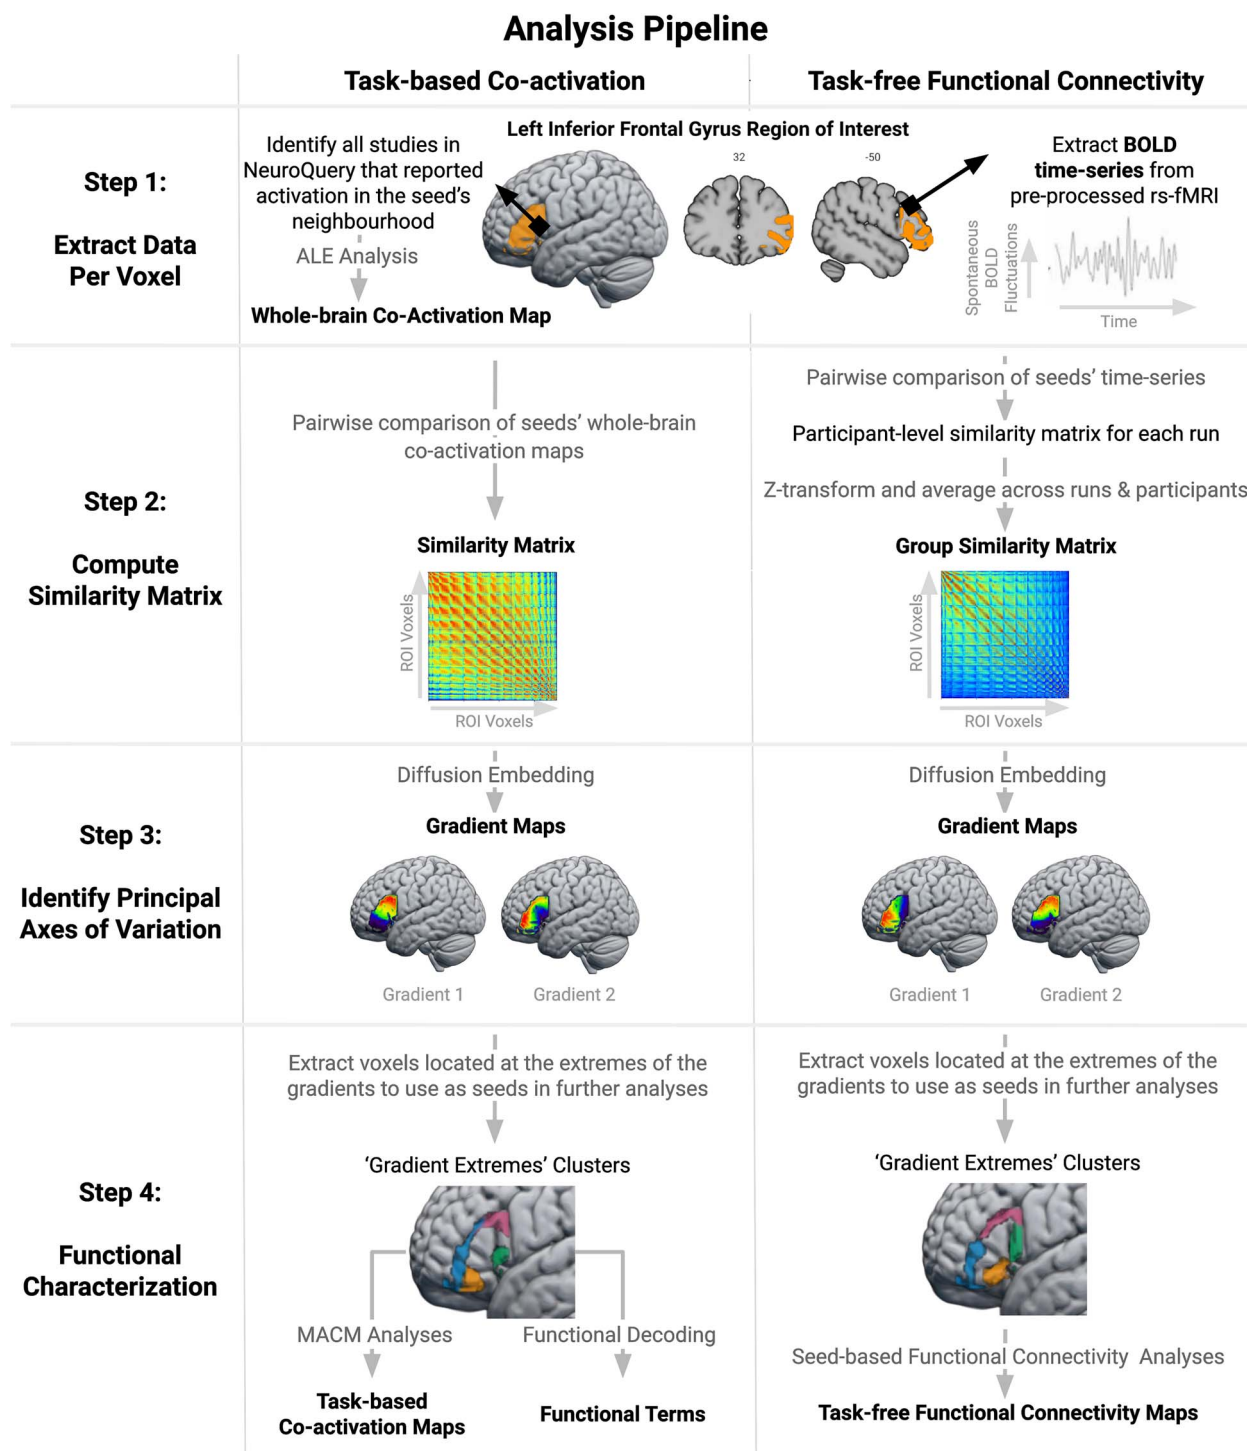 Analysis Pipeline
Task-based Co-activation
Task-free Functional Connectivity
Step 1:
Extract Data
Per Voxel
Identify all studies in
NeuroQuery that reported
activation in the seed's
neighbourhood
ALE Analysis
Whole-brain Co-Activation Map
Left Inferior Frontal Gyrus Region of Interest
32
-50
Extract BOLD
time-series from
pre-processed rs-fMRI
Spontaneous
BOLD
Fluctuations
Time
Step 2:
Compute
Similarity Matrix
Pairwise comparison of seeds' whole-brain
co-activation maps
Similarity Matrix
ROI Voxels
ROI Voxels
Pairwise comparison of seeds' time-series
Participant-level similarity matrix for each run
Z-transform and average across runs & participants
Group Similarity Matrix
ROI Voxels
ROI Voxels
Step 3:
Identify Principal
Axes of Variation
Diffusion Embedding
Gradient Maps
Gradient 1
Gradient 2
Diffusion Embedding
Gradient Maps
Gradient 1
Gradient 2
Step 4:
Functional
Characterization
Extract voxels located at the extremes of the
gradients to use as seeds in further analyses
'Gradient Extremes' Clusters
MACM Analyses
Functional Decoding
Task-based
Co-activation Maps
Functional Terms
Extract voxels located at the extremes of the
gradients to use as seeds in further analyses
'Gradient Extremes' Clusters
Seed-based Functional Connectivity Analyses
Task-free Functional Connectivity Maps